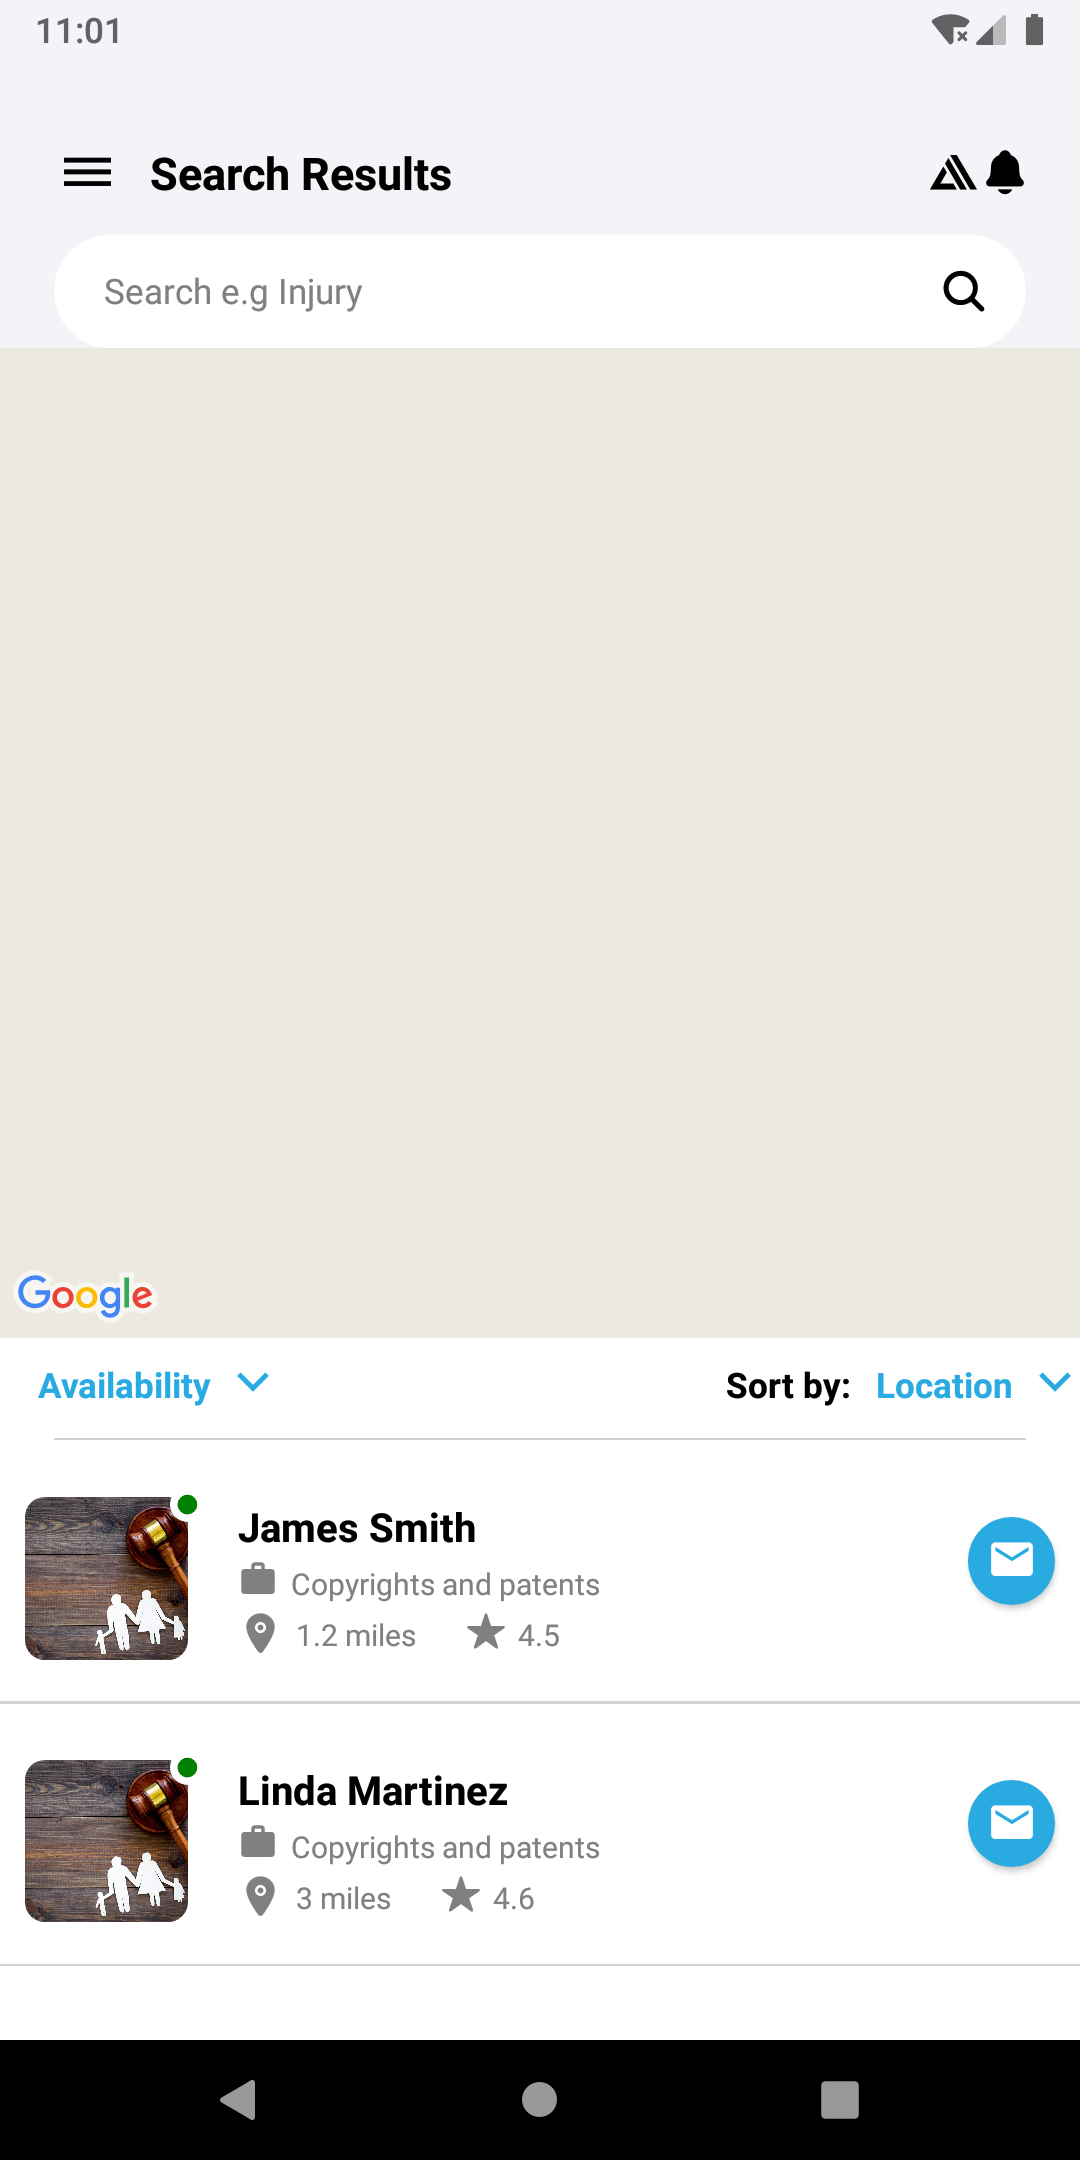 11:01
Search Results
Search e.g Injury
Google
Availability
Sort by: Location
James Smith
Copyrights and patents
1.2 miles 4.5
Linda Martinez
Copyrights and patents
3 miles 4.6